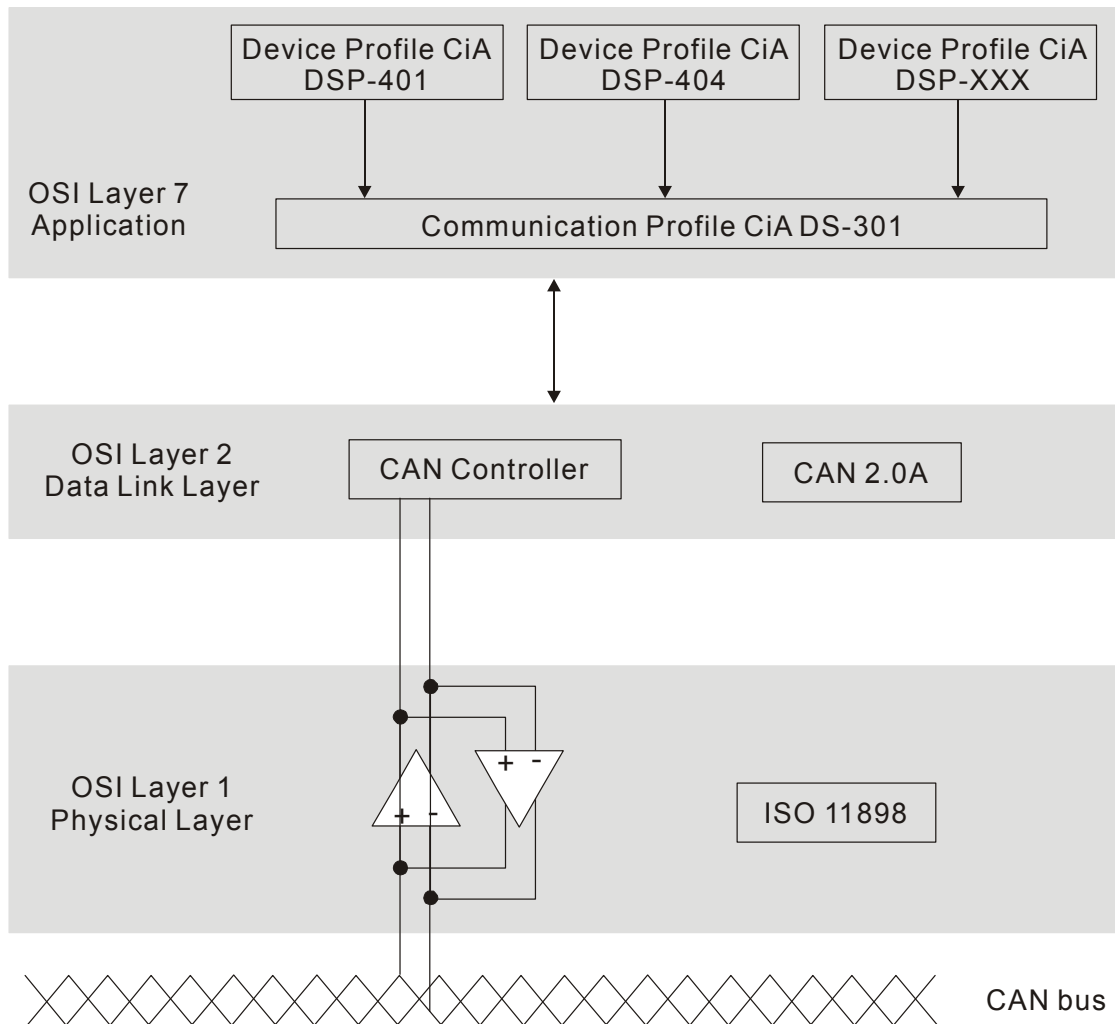 Device Profile CiA
DSP-401
Device Profile CiA
DSP-404
Device Profile CiA
DSP-XXX
OSI Layer 7
Application
Communication Profile CiA DS-301
OSI Layer 2
Data Link Layer
CAN Controller
CAN 2.0A
OSI Layer 1
Physical Layer
+ -
+ -
ISO 11898
CAN bus